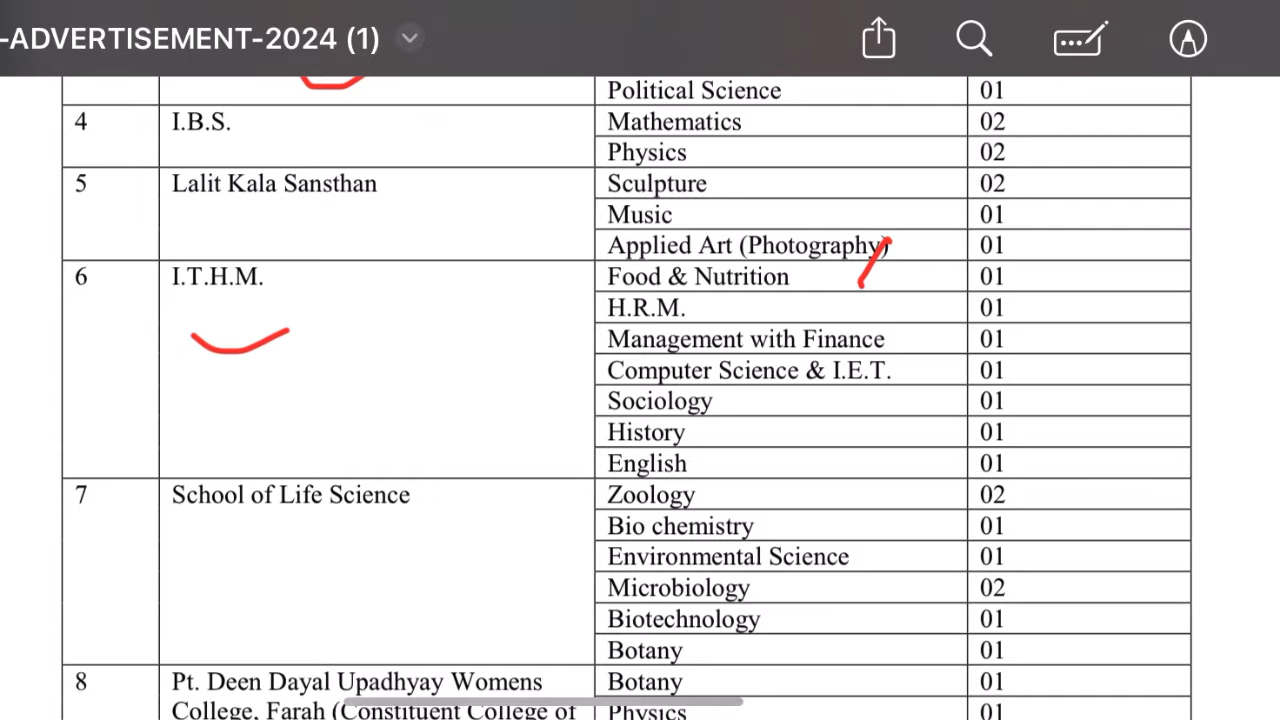 -ADVERTISEMENT-2024 (1)
Political Science 01
4 I.B.S. Mathematics 02
Physics 02
5 Lalit Kala Sansthan Sculpture 02
Music 01
Applied Art (Photography) 01
6 I.T.H.M. Food & Nutrition 01
H.R.M. 01
Management with Finance 01
Computer Science & I.E.T. 01
Sociology 01
History 01
English 01
7 School of Life Science Zoology 02
Bio chemistry 01
Environmental Science 01
Microbiology 02
Biotechnology 01
Botany 01
8 Pt. Deen Dayal Upadhyay Womens Botany 01
College, Farah (Constituent College of Physics 01